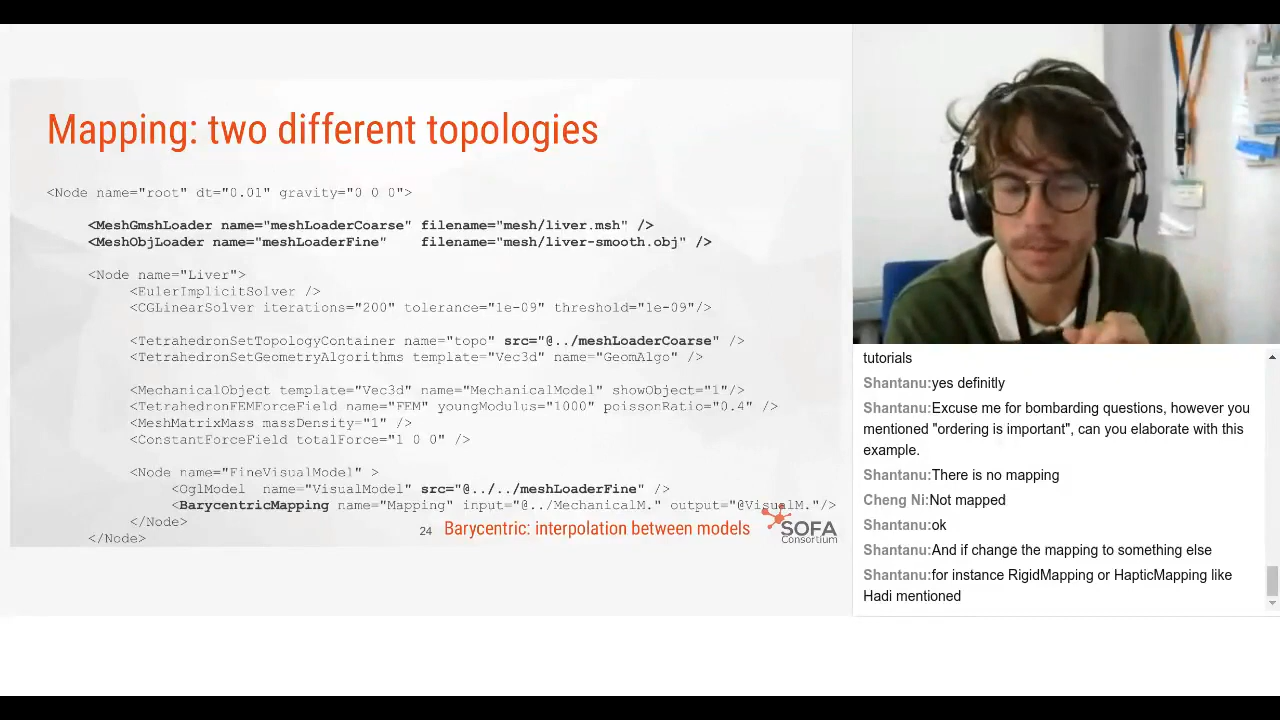 Mapping: two different topologies
<Node name="root" dt="0.01" gravity="0 0 0">
<MeshGmshLoader name="meshLoaderCoarse" filename="mesh/liver.msh" />
<MeshObjLoader name="meshLoaderFine" filename="mesh/liver-smooth.obj" />
<Node name="Liver">
<EulerImplicitSolver />
<CGLinearSolver iterations="200" tolerance="1e-09" threshold="1e-09"/>
<TetrahedronSetTopologyContainer name="topo" src="@../meshLoaderCoarse" />
<TetrahedronSetGeometryAlgorithms template="Vec3d" name="GeomAlgo" />
<MechanicalObject template="Vec3d" name="MechanicalModel" showObject="1"/>
<TetrahedronFEMForceField name="FEM" youngModulus="1000" poissonRatio="0.4" />
<MeshMatrixMass massDensity="1" />
<ConstantForceField totalForce="1 0 0" />
<Node name="FineVisualModel" >
<OglModel name="VisualModel" src="@../../meshLoaderFine" />
<BarycentricMapping name="Mapping" input="@../MechanicalM." output="@VisualM."/>
</Node>
</Node>
24 Barycentric: interpolation between models
SOFA
Consortium
tutorials
Shantanu:yes definitly
Shantanu:Excuse me for bombarding questions, however you
mentioned "ordering is important", can you elaborate with this
example.
Shantanu:There is no mapping
Cheng Ni:Not mapped
Shantanu:ok
Shantanu:And if change the mapping to something else
Shantanu:for instance RigidMapping or HapticMapping like
Hadi mentioned